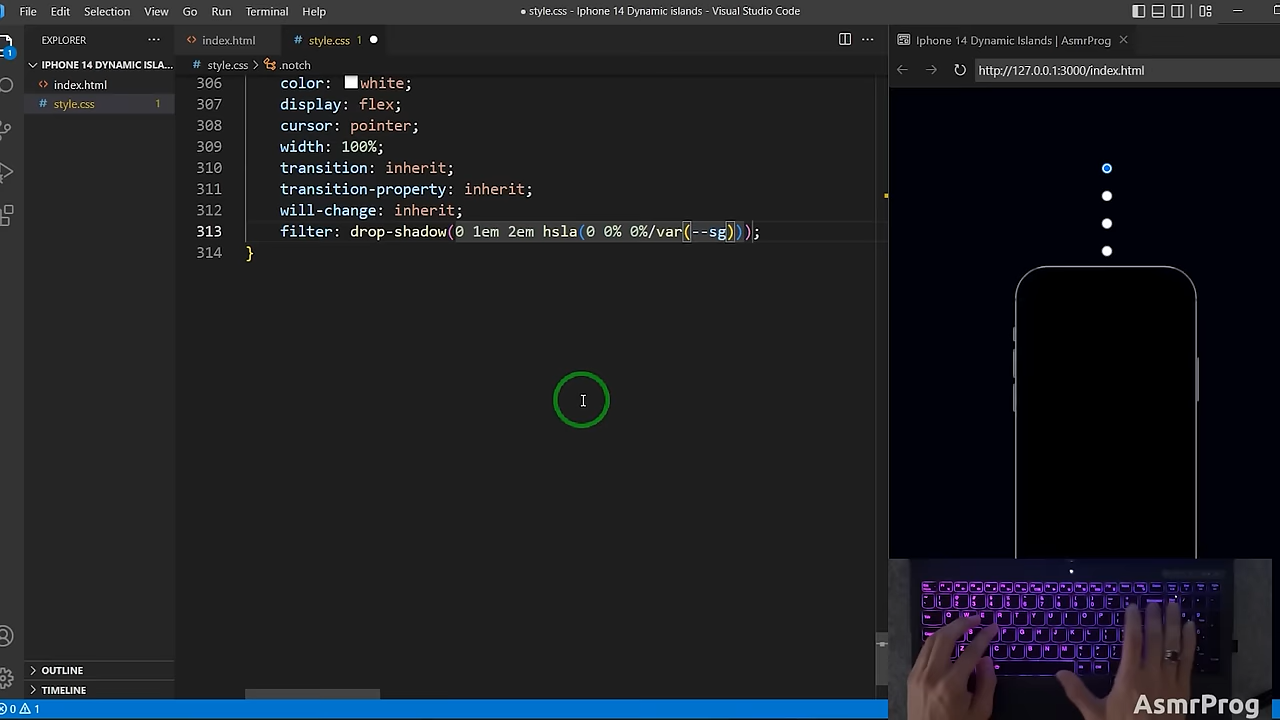 File Edit Selection View Go Run Terminal Help
● style.css - Iphone 14 Dynamic islands - Visual Studio Code
EXPLORER
IPHONE 14 DYNAMIC ISLA...
<> index.html
# style.css 1
1
<> index.html
# style.css 1 ●
# style.css > .notch
306 color: white;
307 display: flex;
308 cursor: pointer;
309 width: 100%;
310 transition: inherit;
311 transition-property: inherit;
312 will-change: inherit;
313 filter: drop-shadow(0 1em 2em hsla(0 0% 0%/var(--sg)));
314 }
OUTLINE
TIMELINE
0 1
Iphone 14 Dynamic Islands | AsmrProg
http://127.0.0.1:3000/index.html
AsmrProg